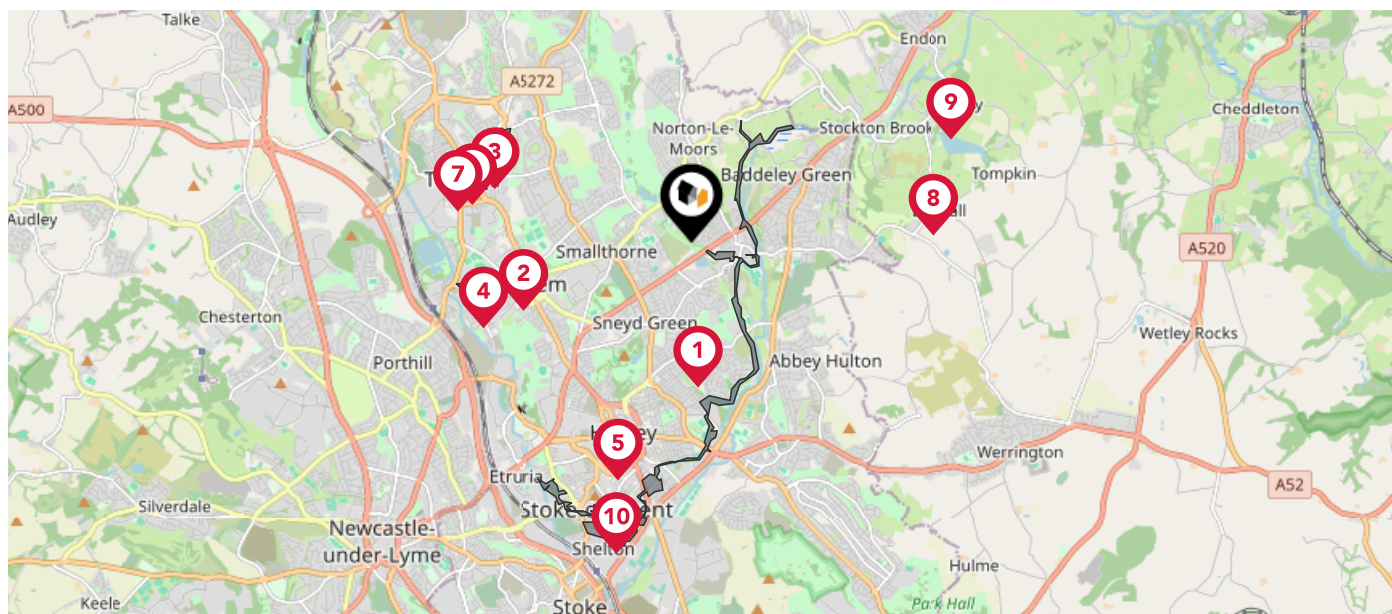 Talke
Endon
A5272
A500
9
Cheddleton
Norton-Le-
Moors
Stockton Brook
3
7
Baddeley Green
Tompkin
8
Audley
Smallthorne
A520
2
4
Chesterton
Sneyd Green
Wetley Rocks
Porthill
1
Abbey Hulton
5
Werrington
Etruria
A52
Silverdale
10
Newcastle-
under-Lyme
Shelton
Hulme
Keele
Stoke
Park Hall